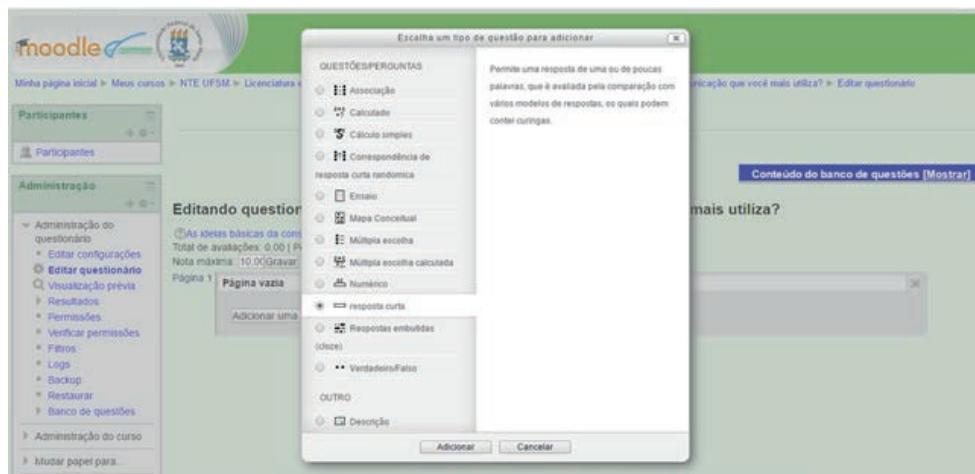 moodle
Minha página inicial ► Meus cursos ► NTE UFSM ► Licenciatura e
nicação que você mais utiliza? ► Editar questionário
Participantes
Participantes
Administração
Administração do
questionário
Editar configurações
Editar questionário
Visualização prévia
Resultados
Permissões
Verificar permissões
Filtros
Logs
Backup
Restaurar
Banco de questões
Administração do curso
Mudar papel para...
Conteúdo do banco de questões [Mostrar]
Editando question
mais utiliza?
As ideias básicas da cons
Total de avaliações: 0.00 | P
Nota máxima: 10.00 Gravar
Página 1
Página vazia
Adicionar uma
Escolha um tipo de questão para adicionar
QUESTÕES/PERGUNTAS
Associação
Calculado
Cálculo simples
Correspondência de
resposta curta randômica
Ensaio
Mapa Conceitual
Múltipla escolha
Múltipla escolha calculada
Numérico
resposta curta
Respostas embutidas
(cloze)
Verdadeiro/Falso
OUTRO
Descrição
Permite uma resposta de uma ou de poucas
palavras, que é avaliada pela comparação com
vários modelos de respostas, os quais podem
conter curingas.
Adicionar
Cancelar